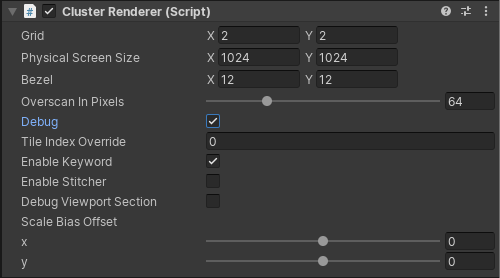 Cluster Renderer (Script)
Grid X 2 Y 2
Physical Screen Size X 1024 Y 1024
Bezel X 12 Y 12
Overscan In Pixels 64
Debug
Tile Index Override 0
Enable Keyword
Enable Stitcher
Debug Viewport Section
Scale Bias Offset
x 0
y 0